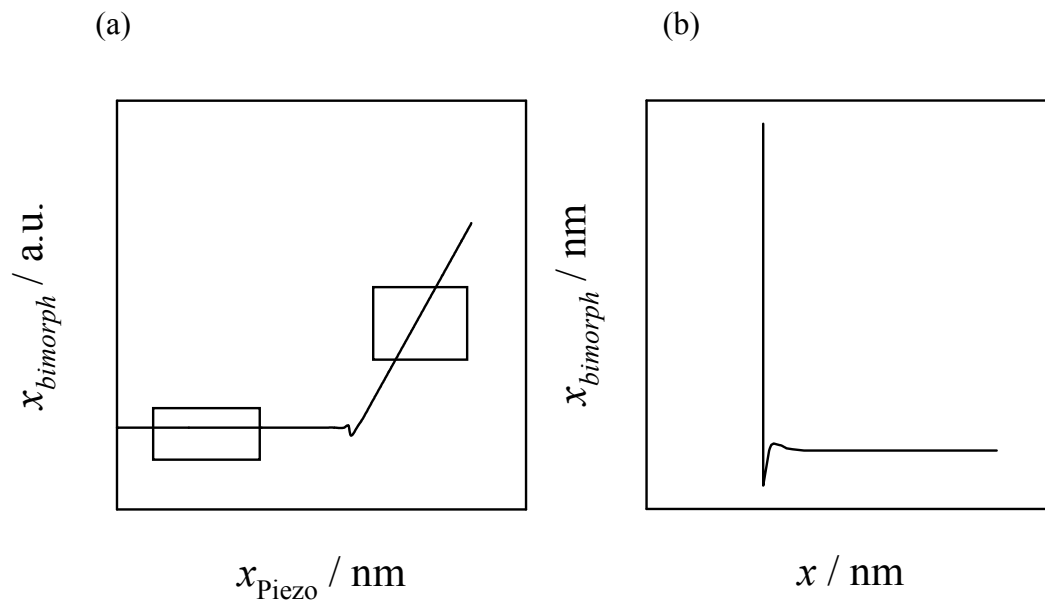 (a)
(b)
x_bimorph / a.u.
x_Piezo / nm
x_bimorph / nm
x / nm